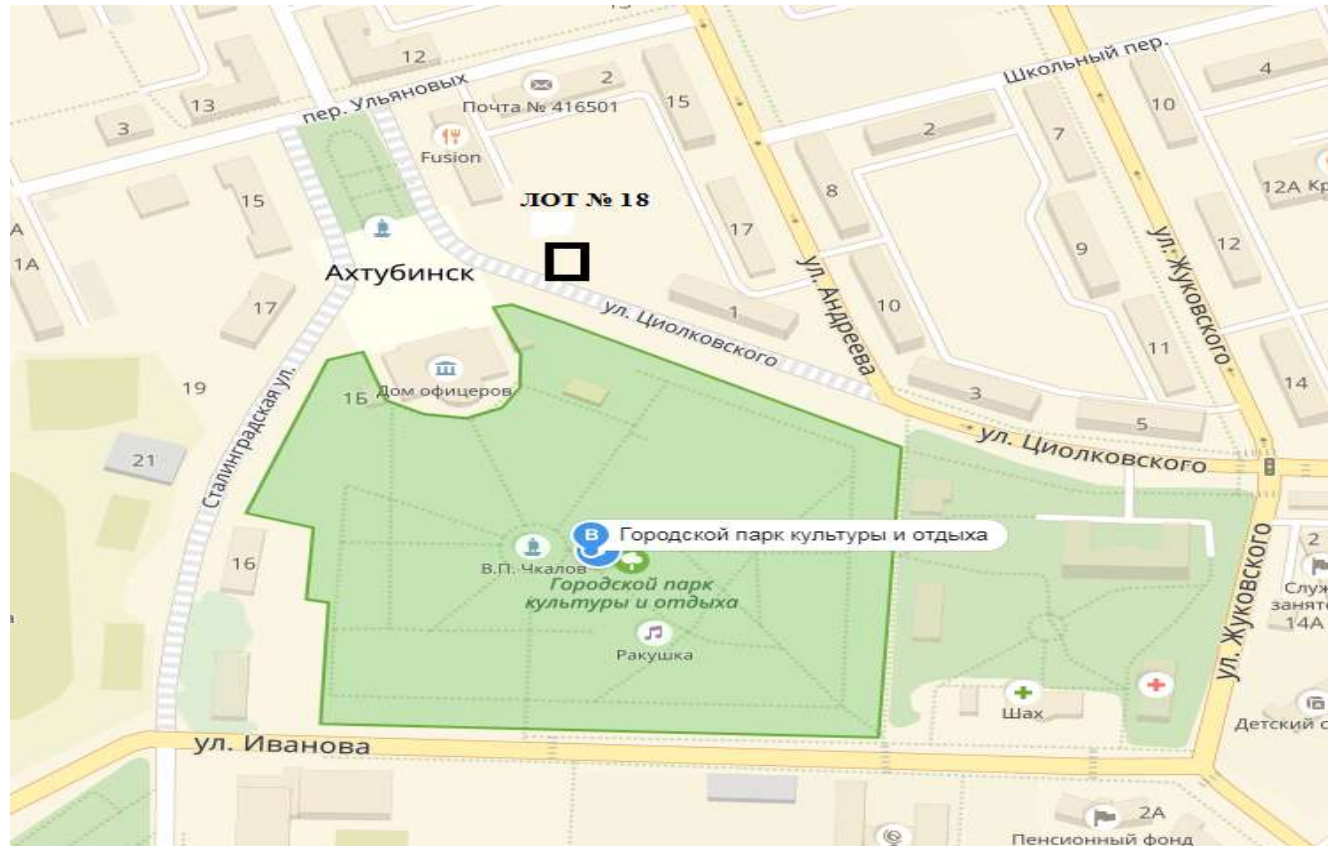 12
13
пер. Ульяновых
3
2
Почта № 416501
15
Fusion
Школьный пер.
4
10
2
7
12А Кр
8
15
ЛОТ № 18
17
9
12
ул. Жуковского
А
1А
Ахтубинск
17
ул. Циолковского
1
ул. Андреева
10
11
14
19
1Б
Дом офицеров
3
5
ул. Циолковского
Сталинградская ул.
21
16
В
Городской парк культуры и отдыха
В.П. Чкалов
Городской парк
культуры и отдыха
Ракушка
2
Служ
занято
14А
ул. Жуковского
Шах
Детский с
ул. Иванова
2А
Пенсионный фонд